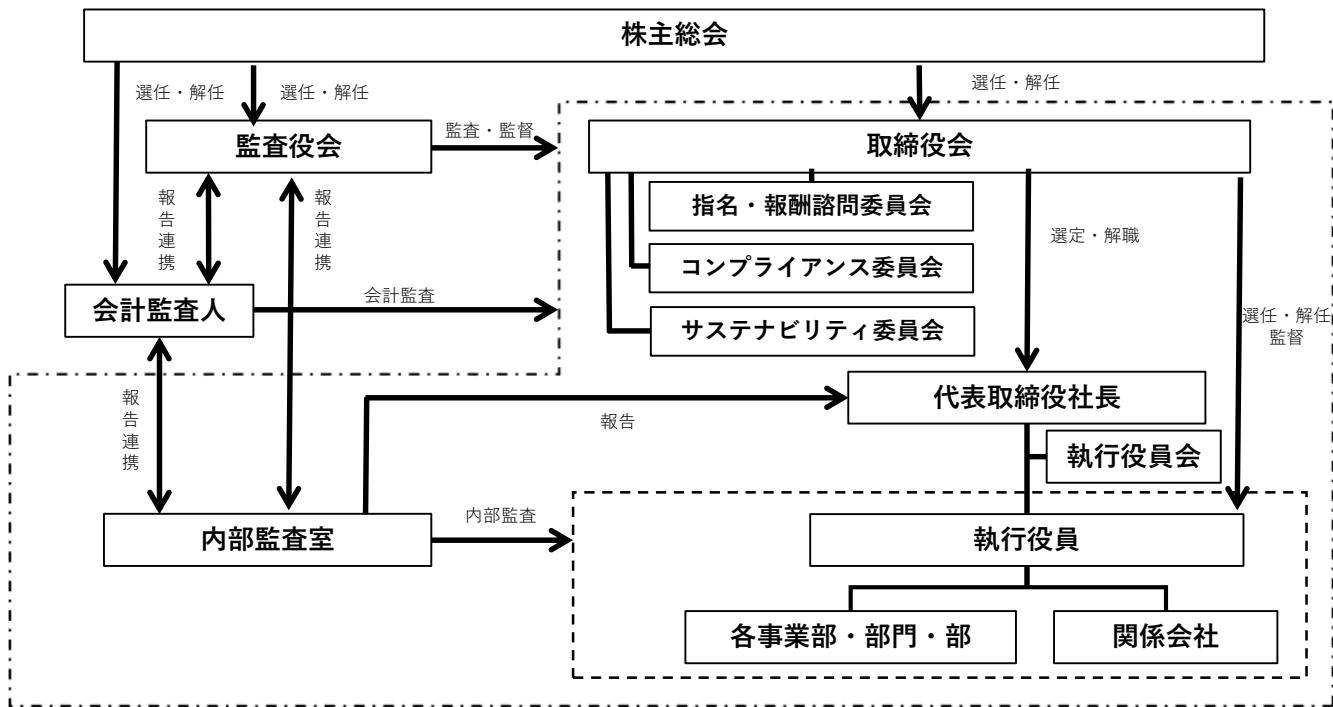 株主総会
選任・解任
選任・解任
選任・解任
監査役会
監査・監督
取締役会
報告連携
報告連携
指名・報酬諮問委員会
選定・解職
コンプライアンス委員会
会計監査人
会計監査
サステナビリティ委員会
選任・解任
監督
代表取締役社長
報告連携
報告
執行役員会
内部監査室
内部監査
執行役員
各事業部・部門・部
関係会社